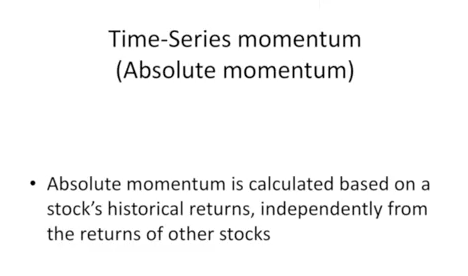 Time-Series momentum
(Absolute momentum)
• Absolute momentum is calculated based on a
stock's historical returns, independently from
the returns of other stocks